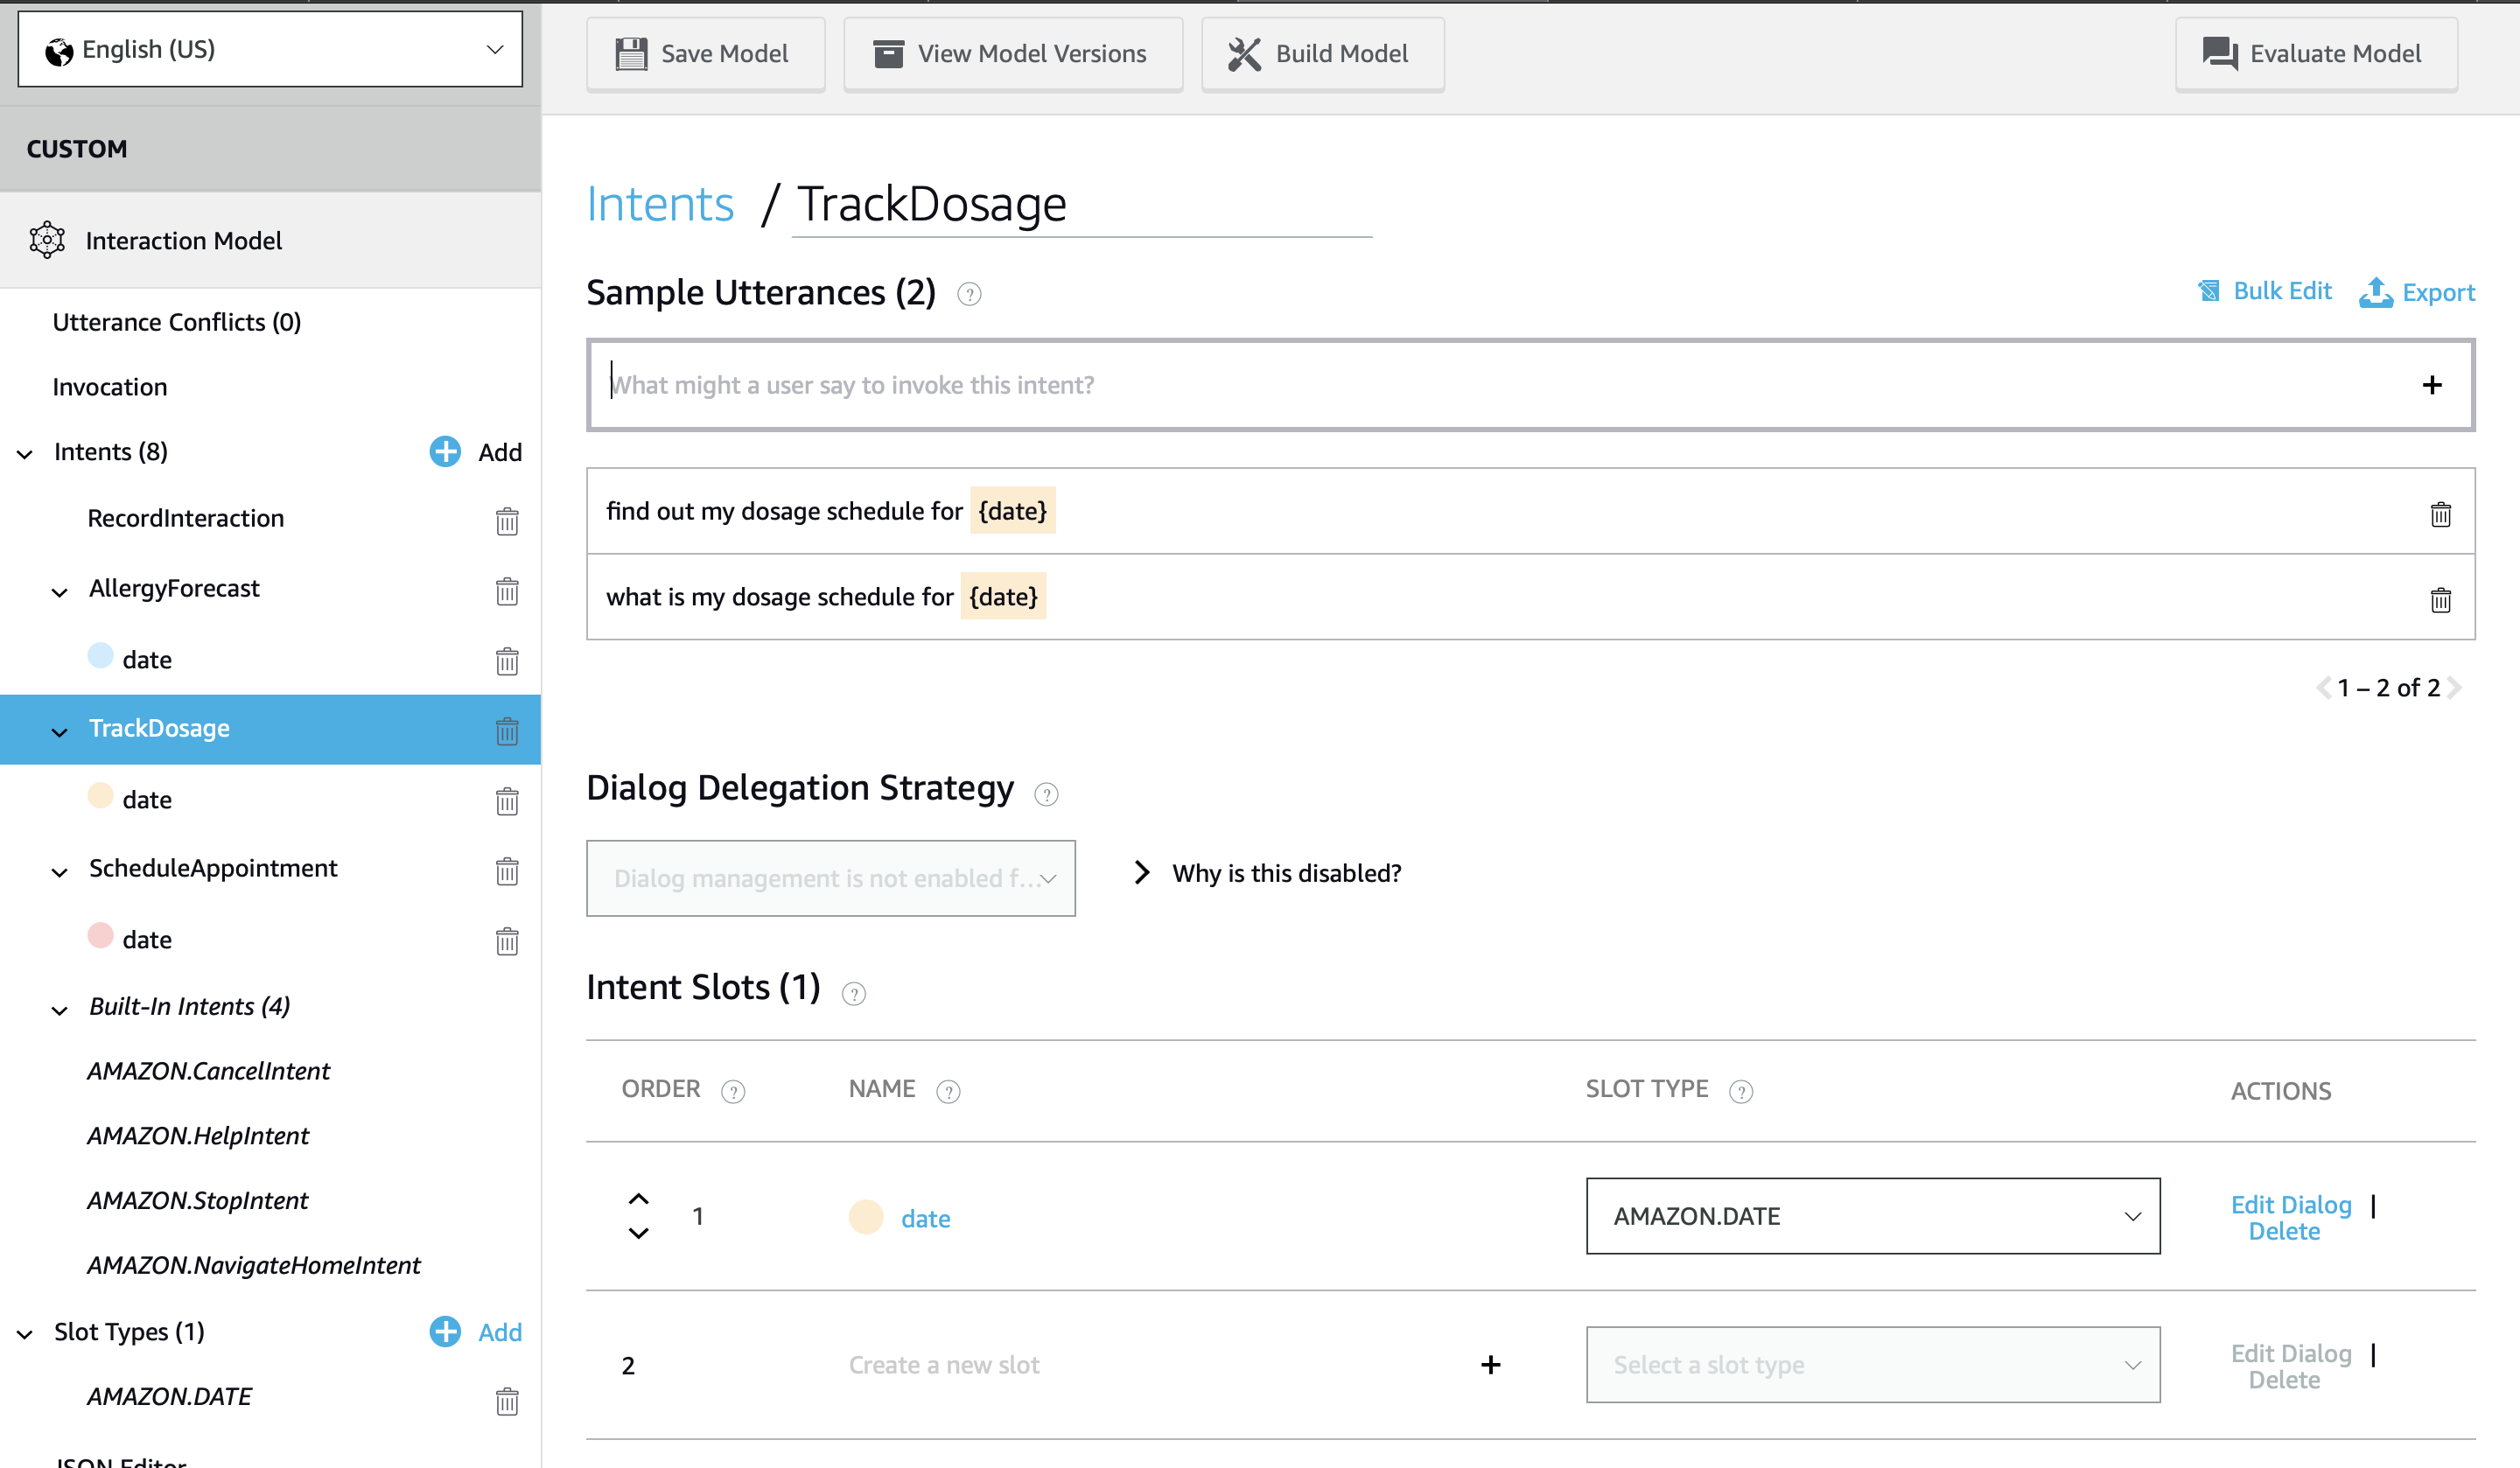 English (US)
Save Model
View Model Versions
Build Model
Evaluate Model
CUSTOM
Interaction Model
Utterance Conflicts (0)
Invocation
Intents (8)
Add
RecordInteraction
AllergyForecast
date
TrackDosage
date
ScheduleAppointment
date
Built-In Intents (4)
AMAZON.CancelIntent
AMAZON.HelpIntent
AMAZON.StopIntent
AMAZON.NavigateHomeIntent
Slot Types (1)
Add
AMAZON.DATE
JSON Editor
Intents / TrackDosage
Sample Utterances (2) ?
Bulk Edit
Export
What might a user say to invoke this intent?
+
find out my dosage schedule for {date}
what is my dosage schedule for {date}
1 – 2 of 2
Dialog Delegation Strategy ?
Dialog management is not enabled f...
Why is this disabled?
Intent Slots (1) ?
ORDER ? NAME ? SLOT TYPE ? ACTIONS
1 date AMAZON.DATE Edit Dialog |
Delete
2 Create a new slot + Select a slot type Edit Dialog |
Delete